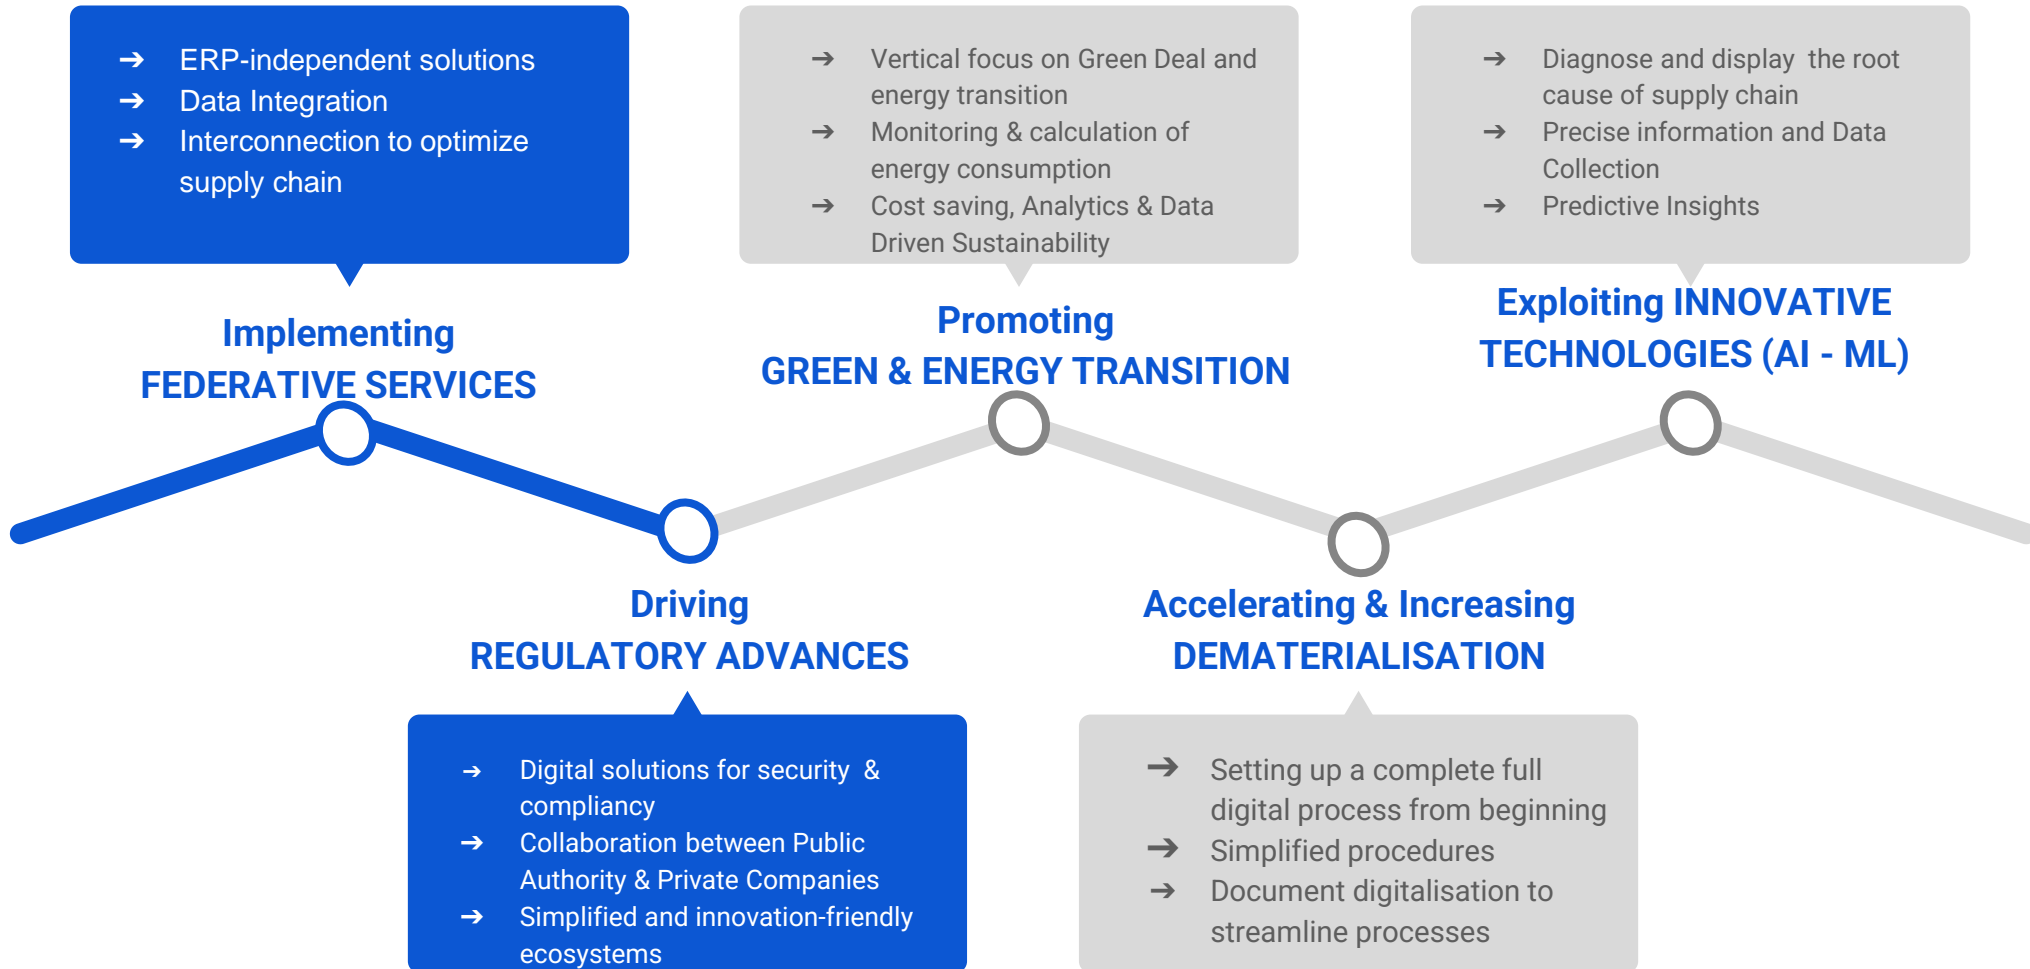 ➔ ERP-independent solutions
➔ Data Integration
➔ Interconnection to optimize
supply chain
Implementing
FEDERATIVE SERVICES
➔ Vertical focus on Green Deal and
energy transition
➔ Monitoring & calculation of
energy consumption
➔ Cost saving, Analytics & Data
Driven Sustainability
Promoting
GREEN & ENERGY TRANSITION
➔ Diagnose and display the root
cause of supply chain
➔ Precise information and Data
Collection
➔ Predictive Insights
Exploiting INNOVATIVE
TECHNOLOGIES (AI - ML)
Driving
REGULATORY ADVANCES
➔ Digital solutions for security &
compliancy
➔ Collaboration between Public
Authority & Private Companies
➔ Simplified and innovation-friendly
ecosystems
Accelerating & Increasing
DEMATERIALISATION
➔ Setting up a complete full
digital process from beginning
➔ Simplified procedures
➔ Document digitalisation to
streamline processes